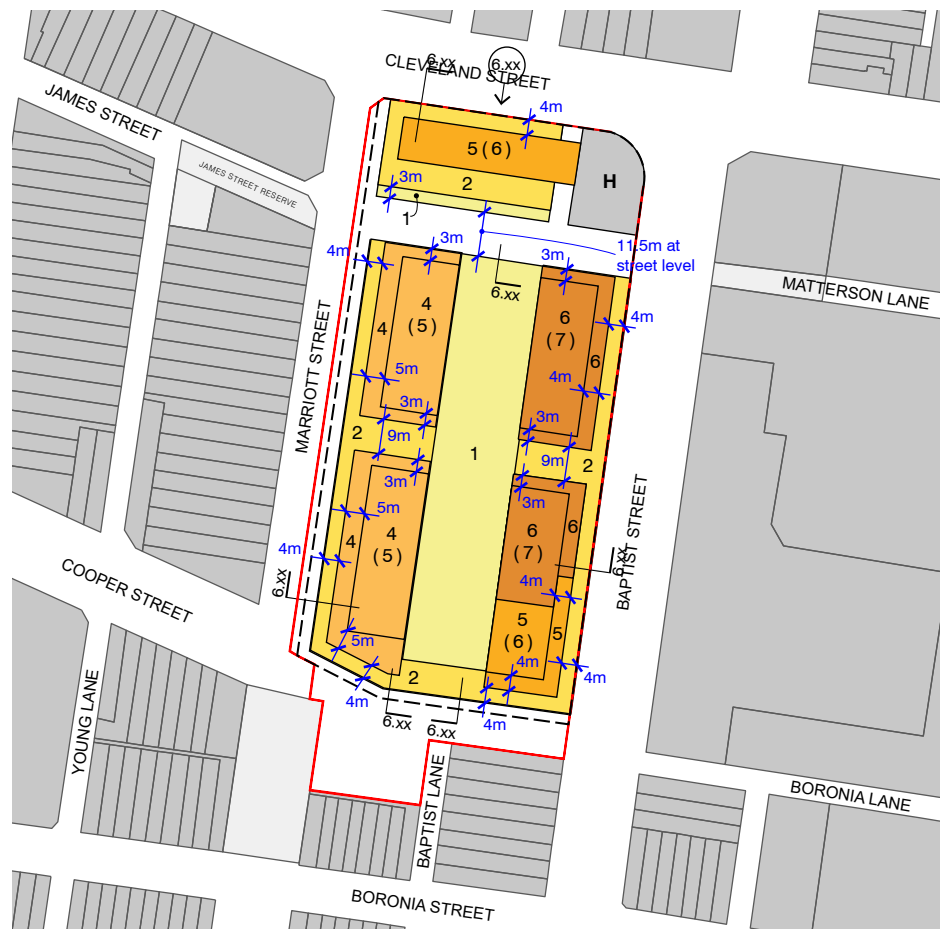 6.xx
6.xx
CLEVELAND STREET
4m
JAMES STREET
5(6)
H
JAMES STREET RESERVE
3m
2
1
3m
11.5m at
street level
4m
3m
6.xx
MATTERSON LANE
4
(5)
6
(7)
4m
4
6
MARRIOTT STREET
5m
4m
3m
3m
2
9m
1
9m
2
3m
3m
5m
4
(5)
6
(7)
6
BAPTIST STREET
4
4m
6.xx
6.xx
4m
COOPER STREET
5
(6)
5
5m
4m
4m
2
4m
4m
6.xx
6.xx
YOUNG LANE
BAPTIST LANE
BORONIA LANE
BORONIA STREET